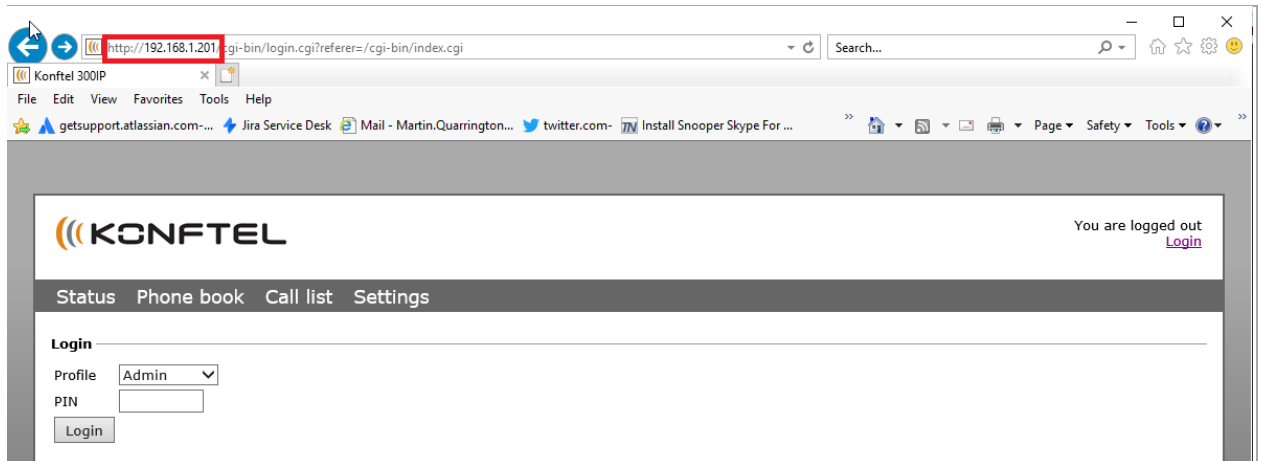 http://192.168.1.201/cgi-bin/login.cgi?referer=/cgi-bin/index.cgi Search...
Konftel 300IP
File Edit View Favorites Tools Help
getsupport.atlassian.com-... Jira Service Desk Mail - Martin.Quarrington... twitter.com- Install Snooper Skype For ... Page Safety Tools
KONFTEL
You are logged out
Login
Status Phone book Call list Settings
Login
Profile Admin
PIN
Login